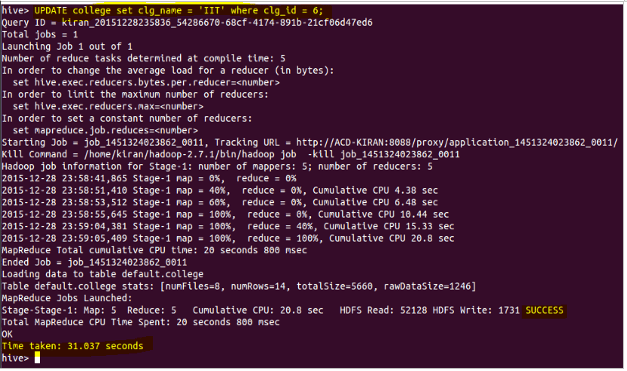 hive> UPDATE college set clg_name = 'IIT' where clg_id = 6;
Query ID = kiran_20151228235836_54286670-68cf-4174-891b-21cf06d47ed6
Total jobs = 1
Launching Job 1 out of 1
Number of reduce tasks determined at compile time: 5
In order to change the average load for a reducer (in bytes):
  set hive.exec.reducers.bytes.per.reducer=<number>
In order to limit the maximum number of reducers:
  set hive.exec.reducers.max=<number>
In order to set a constant number of reducers:
  set mapreduce.job.reduces=<number>
Starting Job = job_1451324023862_0011, Tracking URL = http://ACD-KIRAN:8088/proxy/application_1451324023862_0011/
Kill Command = /home/kiran/hadoop-2.7.1/bin/hadoop job  -kill job_1451324023862_0011
Hadoop job information for Stage-1: number of mappers: 5; number of reducers: 5
2015-12-28 23:58:41,865 Stage-1 map = 0%,  reduce = 0%
2015-12-28 23:58:51,410 Stage-1 map = 40%,  reduce = 0%, Cumulative CPU 4.38 sec
2015-12-28 23:58:53,512 Stage-1 map = 60%,  reduce = 0%, Cumulative CPU 6.48 sec
2015-12-28 23:58:55,645 Stage-1 map = 100%,  reduce = 0%, Cumulative CPU 10.44 sec
2015-12-28 23:59:04,381 Stage-1 map = 100%,  reduce = 40%, Cumulative CPU 15.33 sec
2015-12-28 23:59:05,409 Stage-1 map = 100%,  reduce = 100%, Cumulative CPU 20.8 sec
MapReduce Total cumulative CPU time: 20 seconds 800 msec
Ended Job = job_1451324023862_0011
Loading data to table default.college
Table default.college stats: [numFiles=8, numRows=14, totalSize=5660, rawDataSize=1246]
MapReduce Jobs Launched:
Stage-Stage-1: Map: 5  Reduce: 5   Cumulative CPU: 20.8 sec   HDFS Read: 52128 HDFS Write: 1731 SUCCESS
Total MapReduce CPU Time Spent: 20 seconds 800 msec
OK
Time taken: 31.037 seconds
hive>